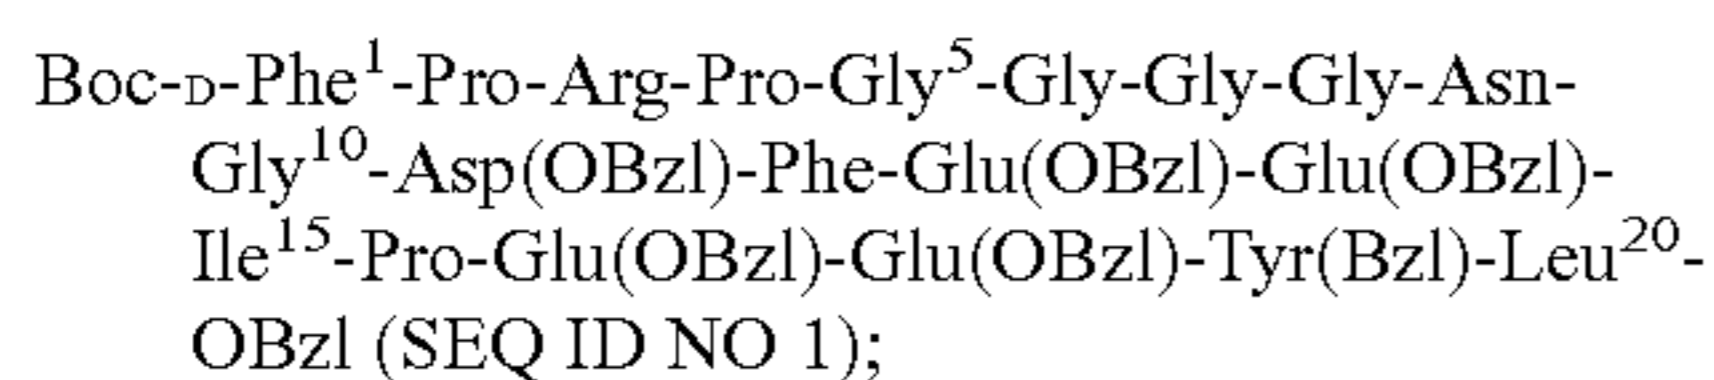 Boc-ᴅ-Phe¹-Pro-Arg-Pro-Gly⁵-Gly-Gly-Gly-Asn-
Gly¹⁰-Asp(OBzl)-Phe-Glu(OBzl)-Glu(OBzl)-
Ile¹⁵-Pro-Glu(OBzl)-Glu(OBzl)-Tyr(Bzl)-Leu²⁰-
OBzl (SEQ ID NO 1);